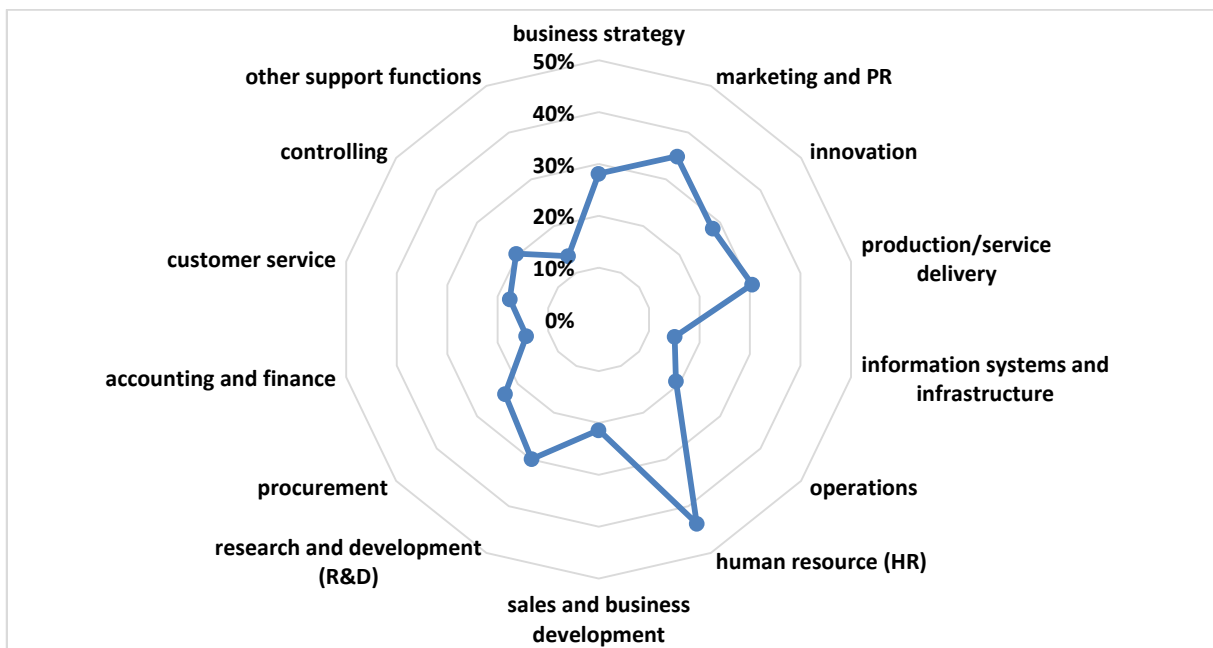 business strategy
50%
40%
30%
20%
10%
0%
marketing and PR
innovation
production/service
delivery
information systems and
infrastructure
operations
human resource (HR)
sales and business
development
research and development
(R&D)
procurement
accounting and finance
customer service
controlling
other support functions